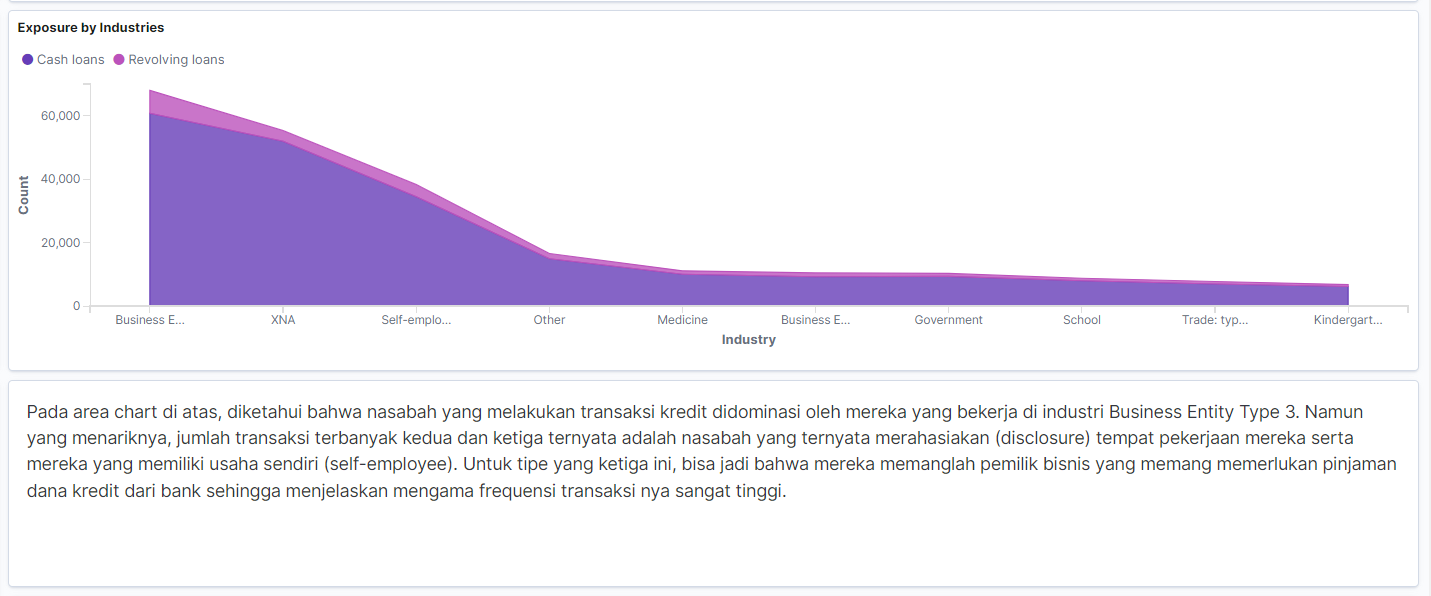 Exposure by Industries
Cash loans Revolving loans
60,000
40,000
20,000
0
Count
Business E... XNA Self-emplo... Other Medicine Business E... Government School Trade: typ... Kindergart...
Industry
Pada area chart di atas, diketahui bahwa nasabah yang melakukan transaksi kredit didominasi oleh mereka yang bekerja di industri Business Entity Type 3. Namun
yang menariknya, jumlah transaksi terbanyak kedua dan ketiga ternyata adalah nasabah yang ternyata merahasiakan (disclosure) tempat pekerjaan mereka serta
mereka yang memiliki usaha sendiri (self-employee). Untuk tipe yang ketiga ini, bisa jadi bahwa mereka memanglah pemilik bisnis yang memang memerlukan pinjaman
dana kredit dari bank sehingga menjelaskan mengama frekuensi transaksi nya sangat tinggi.